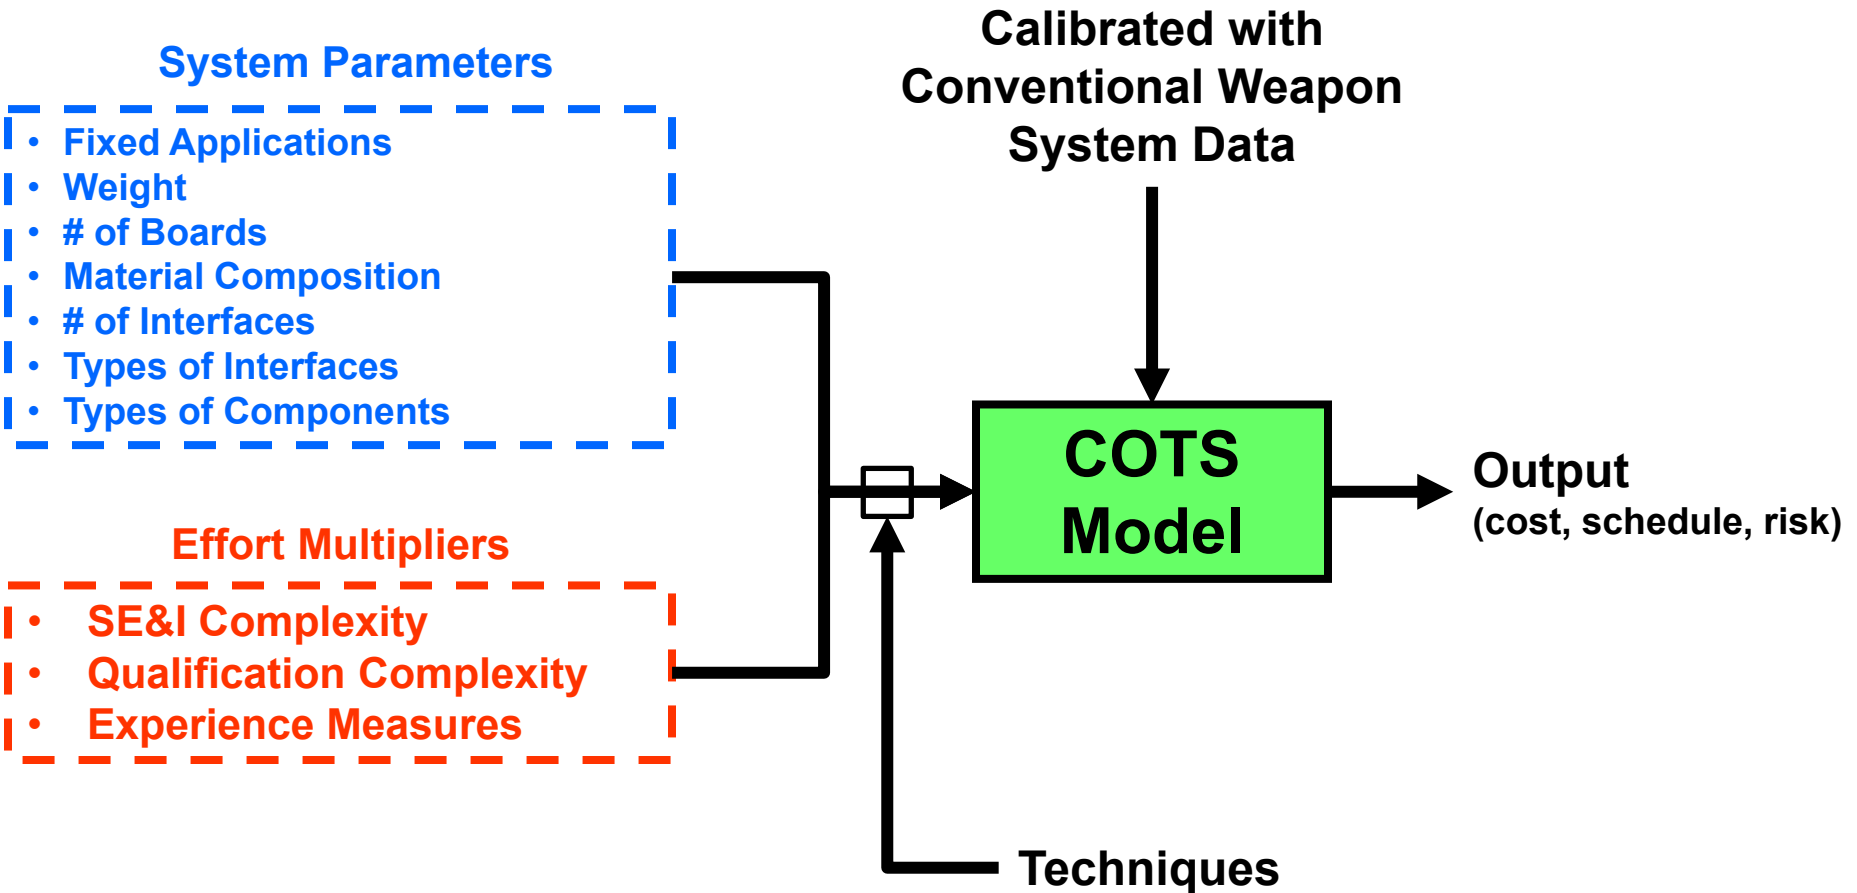 System Parameters
• Fixed Applications
• Weight
• # of Boards
• Material Composition
• # of Interfaces
• Types of Interfaces
• Types of Components
Effort Multipliers
• SE&I Complexity
• Qualification Complexity
• Experience Measures
Calibrated with
Conventional Weapon
System Data
COTS
Model
Output
(cost, schedule, risk)
Techniques